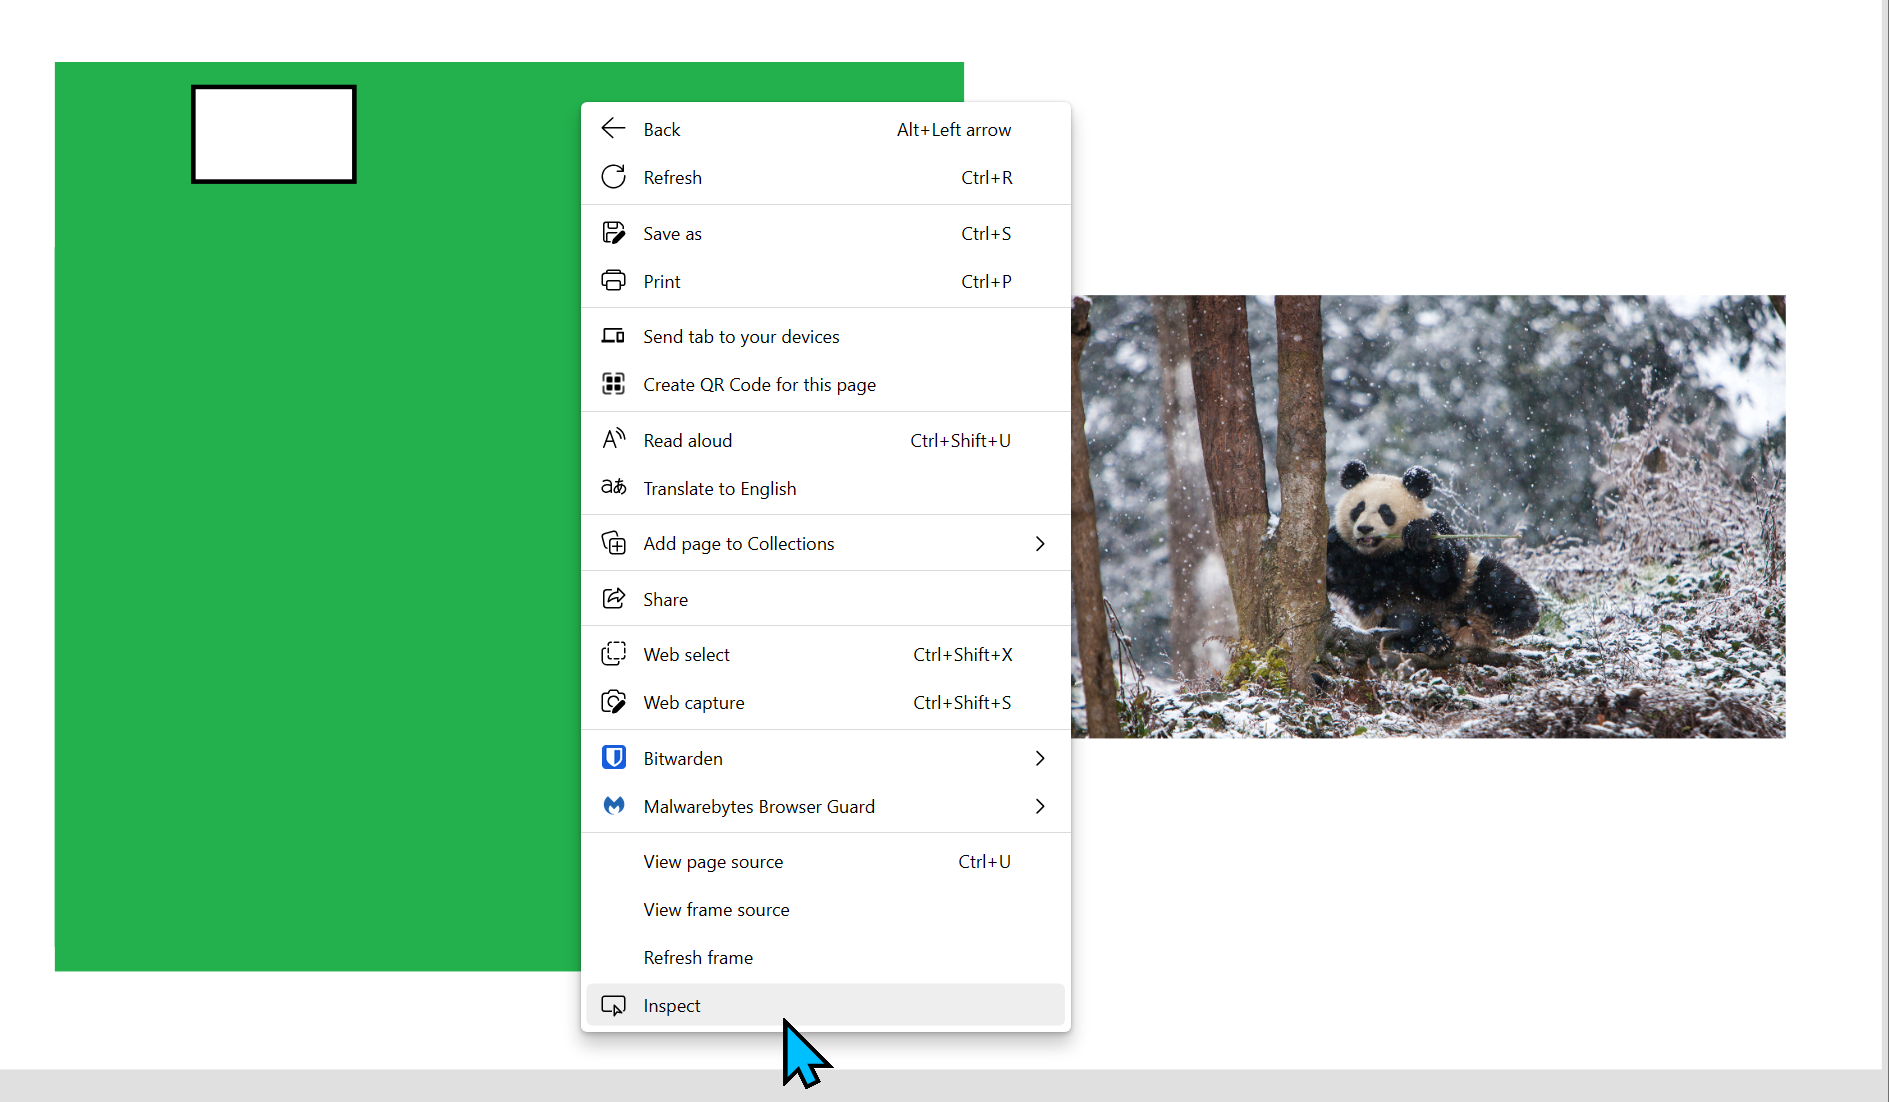 Back Alt+Left arrow
Refresh Ctrl+R
Save as Ctrl+S
Print Ctrl+P
Send tab to your devices
Create QR Code for this page
Read aloud Ctrl+Shift+U
Translate to English
Add page to Collections
Share
Web select Ctrl+Shift+X
Web capture Ctrl+Shift+S
Bitwarden
Malwarebytes Browser Guard
View page source Ctrl+U
View frame source
Refresh frame
Inspect